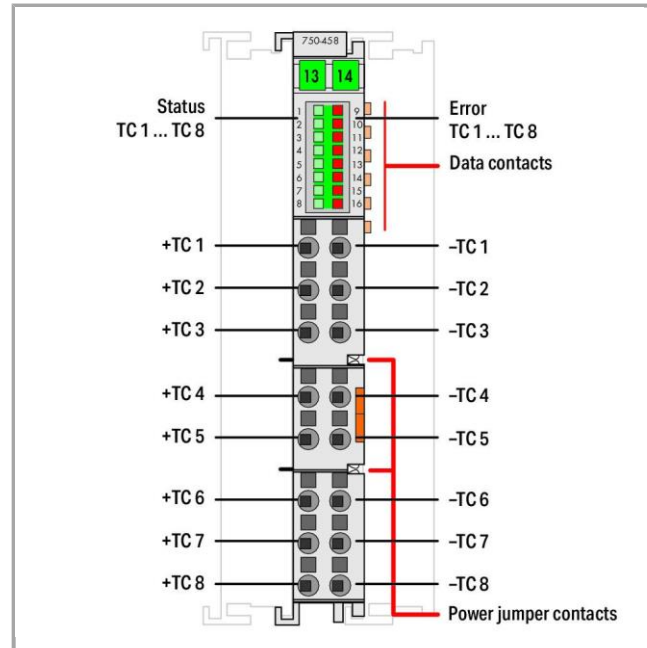 750-458
13 14
Status
TC 1 ... TC 8
Error
TC 1 ... TC 8
1 9
2 10
3 11
4 12
5 13
6 14
7 15
8 16
Data contacts
+TC 1 –TC 1
+TC 2 –TC 2
+TC 3 –TC 3
+TC 4 –TC 4
+TC 5 –TC 5
+TC 6 –TC 6
+TC 7 –TC 7
+TC 8 –TC 8
Power jumper contacts